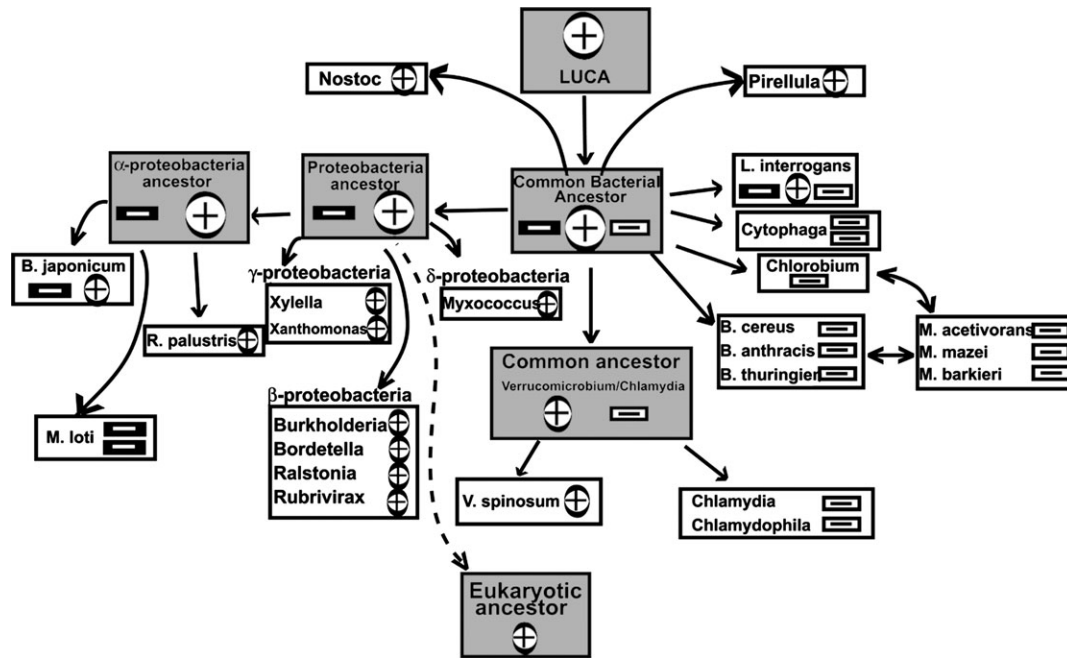 LUCA
Nostoc
Pirellula
α-proteobacteria
ancestor
Proteobacteria
ancestor
Common Bacterial
Ancestor
L. interrogans
Cytophaga
Chlorobium
B. japonicum
γ-proteobacteria
Xylella
Xanthomonas
δ-proteobacteria
Myxococcus
R. palustris
B. cereus
B. anthracis
B. thuringier
M. acetivorans
M. mazei
M. barkieri
Common ancestor
Verrucomicrobium/Chlamydia
β-proteobacteria
Burkholderia
Bordetella
Ralstonia
Rubrivirax
M. loti
V. spinosum
Chlamydia
Chlamydophila
Eukaryotic
ancestor